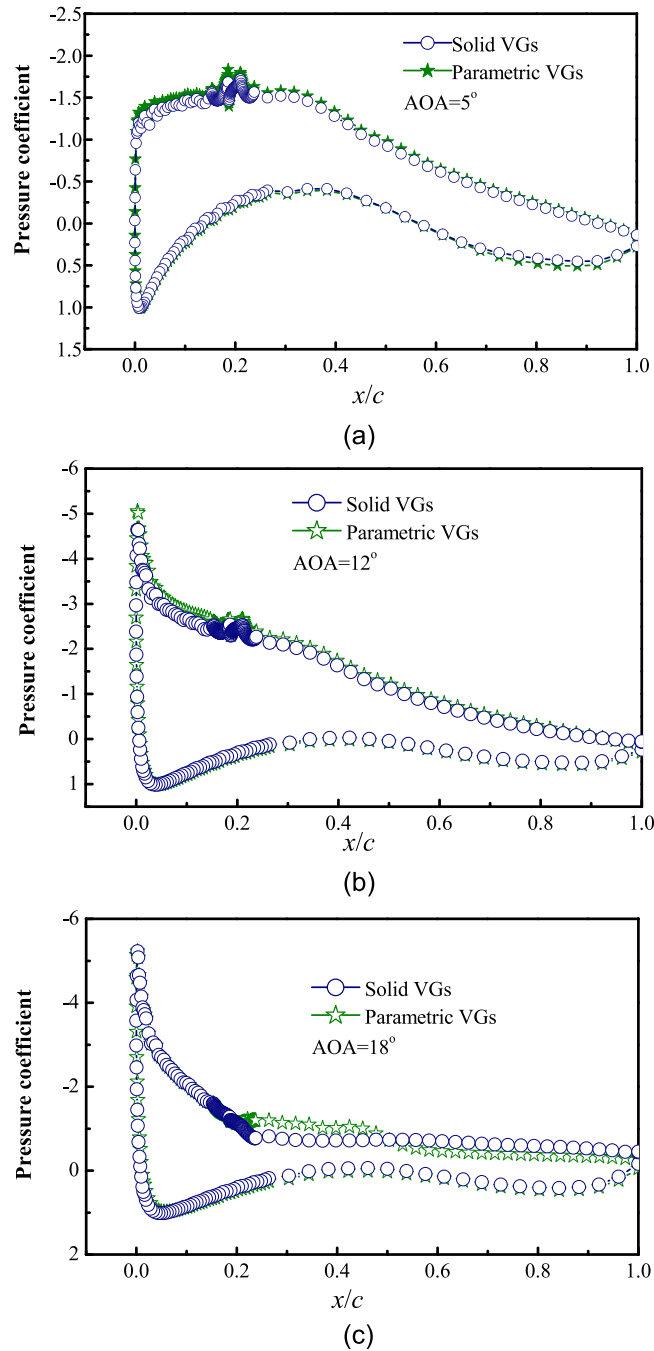 -2.5
-2.0
-1.5
-1.0
-0.5
0.0
0.5
1.0
1.5
Pressure coefficient
Solid VGs
Parametric VGs
AOA=5°
0.0 0.2 0.4 0.6 0.8 1.0
x/c
(a)
-6
-5
-4
-3
-2
-1
0
1
Pressure coefficient
Solid VGs
Parametric VGs
AOA=12°
0.0 0.2 0.4 0.6 0.8 1.0
x/c
(b)
-6
-4
-2
0
2
Pressure coefficient
Solid VGs
Parametric VGs
AOA=18°
0.0 0.2 0.4 0.6 0.8 1.0
x/c
(c)